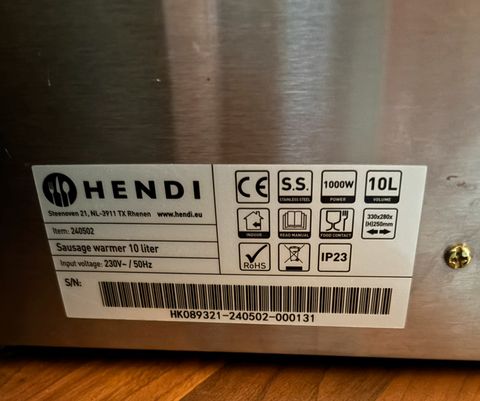 HENDI
Steenoven 21, NL-3911 TX Rhenen www.hendi.eu
Item: 240502
Sausage warmer 10 liter
Input voltage: 230V~ / 50Hz
CE
S.S.
STAINLESS STEEL
1000W
POWER
10L
VOLUME
INDOOR
READ MANUAL
FOOD CONTACT
330x280x
(H)250mm
RoHS
IP23
S/N:
HK089321-240502-000131